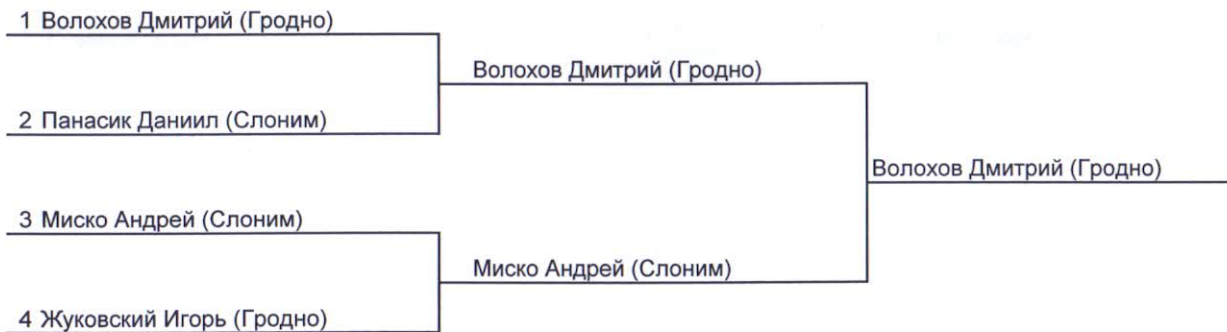 1 Волохов Дмитрий (Гродно)
Волохов Дмитрий (Гродно)
2 Панасик Даниил (Слоним)
Волохов Дмитрий (Гродно)
3 Миско Андрей (Слоним)
Миско Андрей (Слоним)
4 Жуковский Игорь (Гродно)